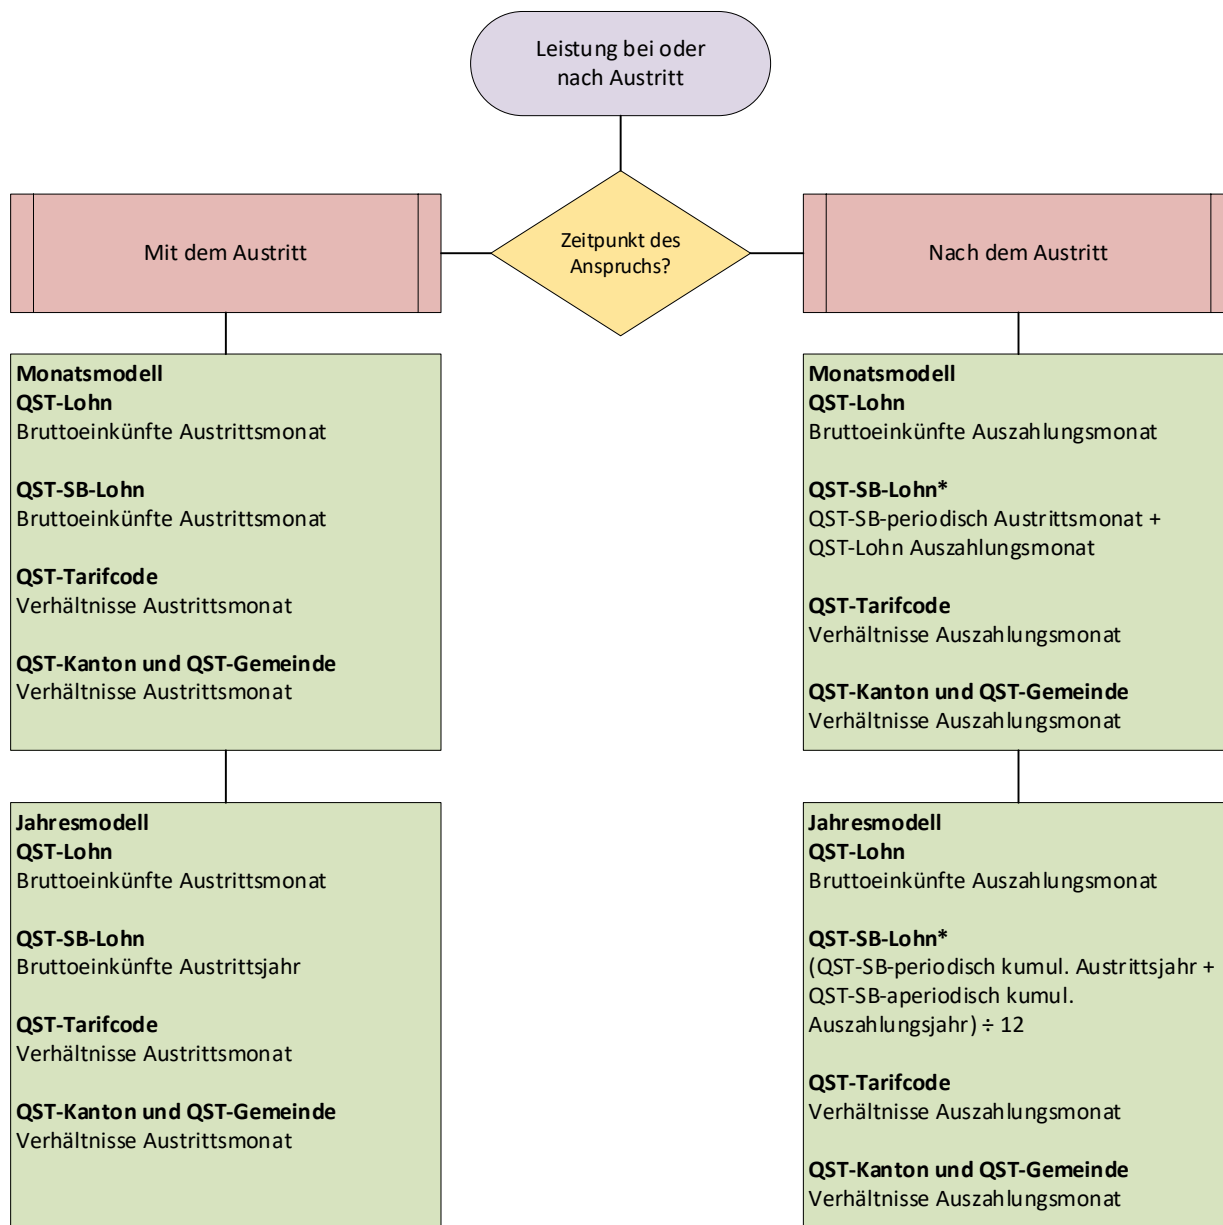 Leistung bei oder
nach Austritt
Zeitpunkt des
Anspruchs?
Mit dem Austritt
Nach dem Austritt
Monatsmodell
QST-Lohn
Bruttoeinkünfte Austrittsmonat
QST-SB-Lohn
Bruttoeinkünfte Austrittsmonat
QST-Tarifcode
Verhältnisse Austrittsmonat
QST-Kanton und QST-Gemeinde
Verhältnisse Austrittsmonat
Jahresmodell
QST-Lohn
Bruttoeinkünfte Austrittsmonat
QST-SB-Lohn
Bruttoeinkünfte Austrittsjahr
QST-Tarifcode
Verhältnisse Austrittsmonat
QST-Kanton und QST-Gemeinde
Verhältnisse Austrittsmonat
Monatsmodell
QST-Lohn
Bruttoeinkünfte Auszahlungsmonat
QST-SB-Lohn*
QST-SB-periodisch Austrittsmonat +
QST-Lohn Auszahlungsmonat
QST-Tarifcode
Verhältnisse Auszahlungsmonat
QST-Kanton und QST-Gemeinde
Verhältnisse Auszahlungsmonat
Jahresmodell
QST-Lohn
Bruttoeinkünfte Auszahlungsmonat
QST-SB-Lohn*
(QST-SB-periodisch kumul. Austrittsjahr +
QST-SB-aperiodisch kumul.
Auszahlungsjahr) ÷ 12
QST-Tarifcode
Verhältnisse Auszahlungsmonat
QST-Kanton und QST-Gemeinde
Verhältnisse Auszahlungsmonat